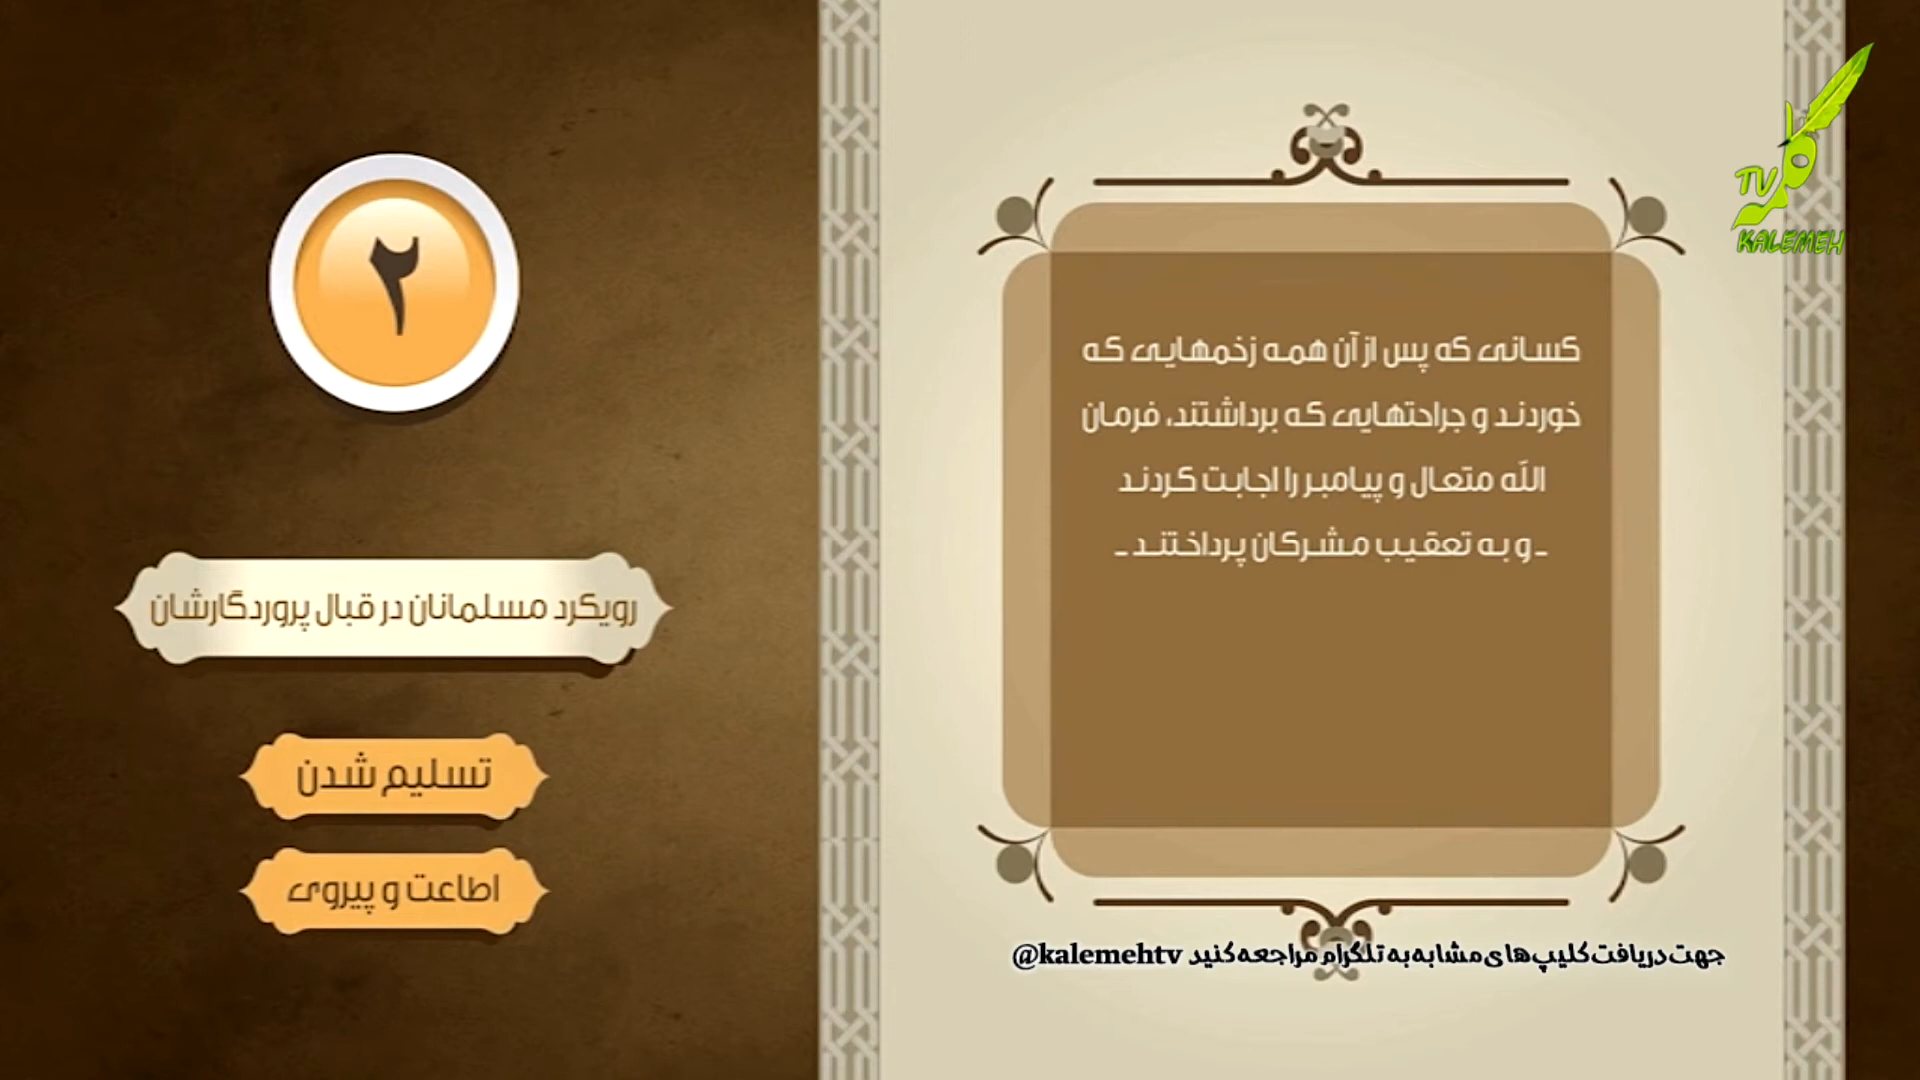 ۲
رویکرد مسلمانان در قبال پروردگارشان
تسلیم شدن
اطاعت و پیروی
کسانی که پس از آن همه زخمهایی که
خوردند و جراحتهایی که برداشتند، فرمان
الله متعال و پیامبر را اجابت کردند
ـ و به تعقیب مشرکان پرداختند ـ
جهت دریافت کلیپ های مشابه به تلگرام مراجعه کنید @kalemehtv
کلمه
TV
KALEMEH